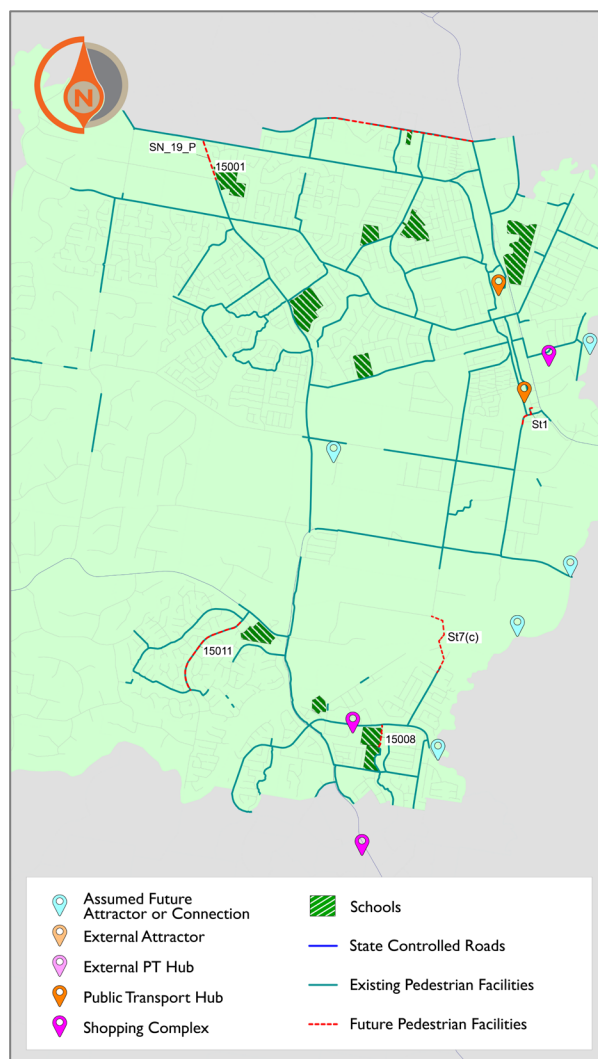 N
SN_19_P
15001
St1
St7(c)
15011
15008
Assumed Future
Attractor or Connection
External Attractor
External PT Hub
Public Transport Hub
Shopping Complex
Schools
State Controlled Roads
Existing Pedestrian Facilities
Future Pedestrian Facilities